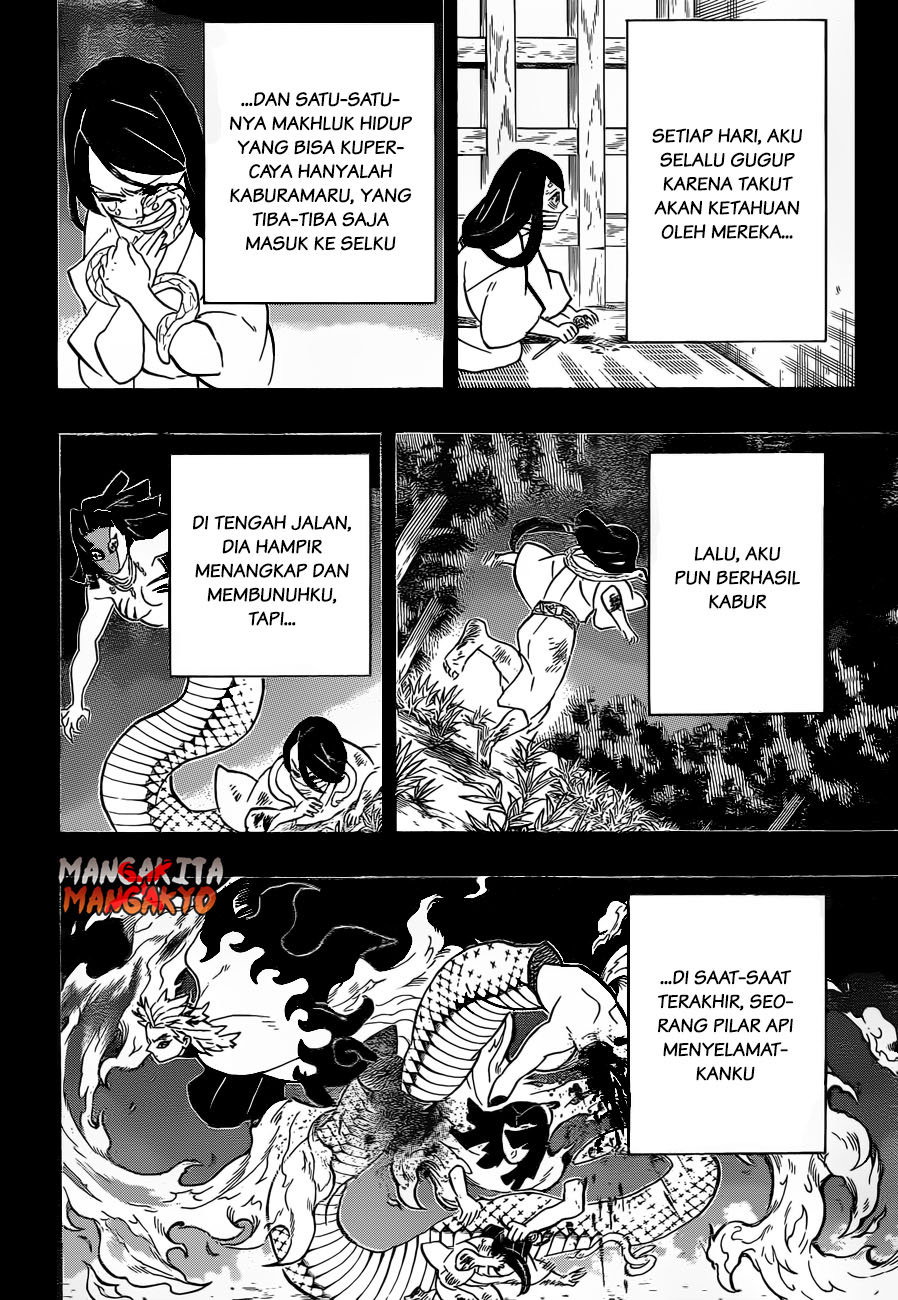 SETIAP HARI, AKU
SELALU GUGUP
KARENA TAKUT
AKAN KETAHUAN
OLEH MEREKA...
...DAN SATU-SATU-
NYA MAKHLUK HIDUP
YANG BISA KUPER-
CAYA HANYALAH
KABURAMARU, YANG
TIBA-TIBA SAJA
MASUK KE SELKU
LALU, AKU
PUN BERHASIL
KABUR
DI TENGAH JALAN,
DIA HAMPIR
MENANGKAP DAN
MEMBUNUHKU,
TAPI...
MANGAKITA
MANGAKYO
...DI SAAT-SAAT
TERAKHIR, SEO-
RANG PILAR API
MENYELAMAT-
KANKU